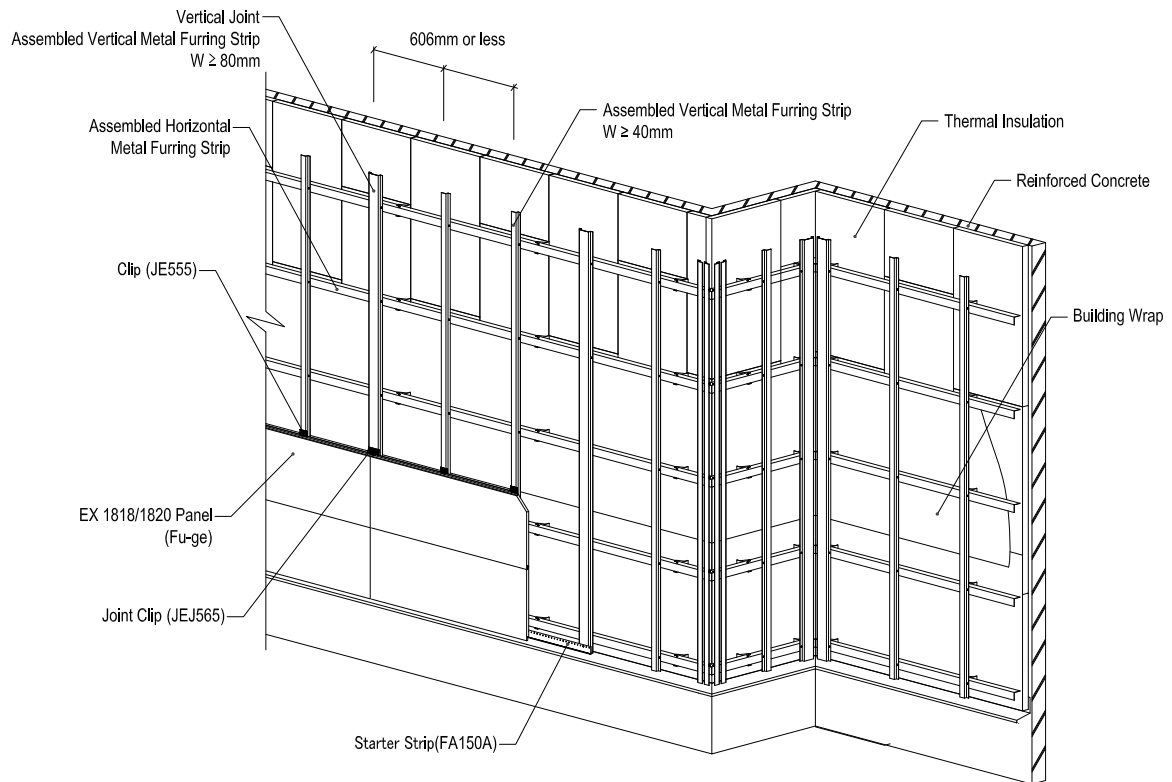 Vertical Joint
Assembled Vertical Metal Furring Strip
W ≥ 80mm
606mm or less
Assembled Vertical Metal Furring Strip
W ≥ 40mm
Thermal Insulation
Assembled Horizontal
Metal Furring Strip
Reinforced Concrete
Clip (JE555)
Building Wrap
EX 1818/1820 Panel
(Fu-ge)
Joint Clip (JEJ565)
Starter Strip(FA150A)